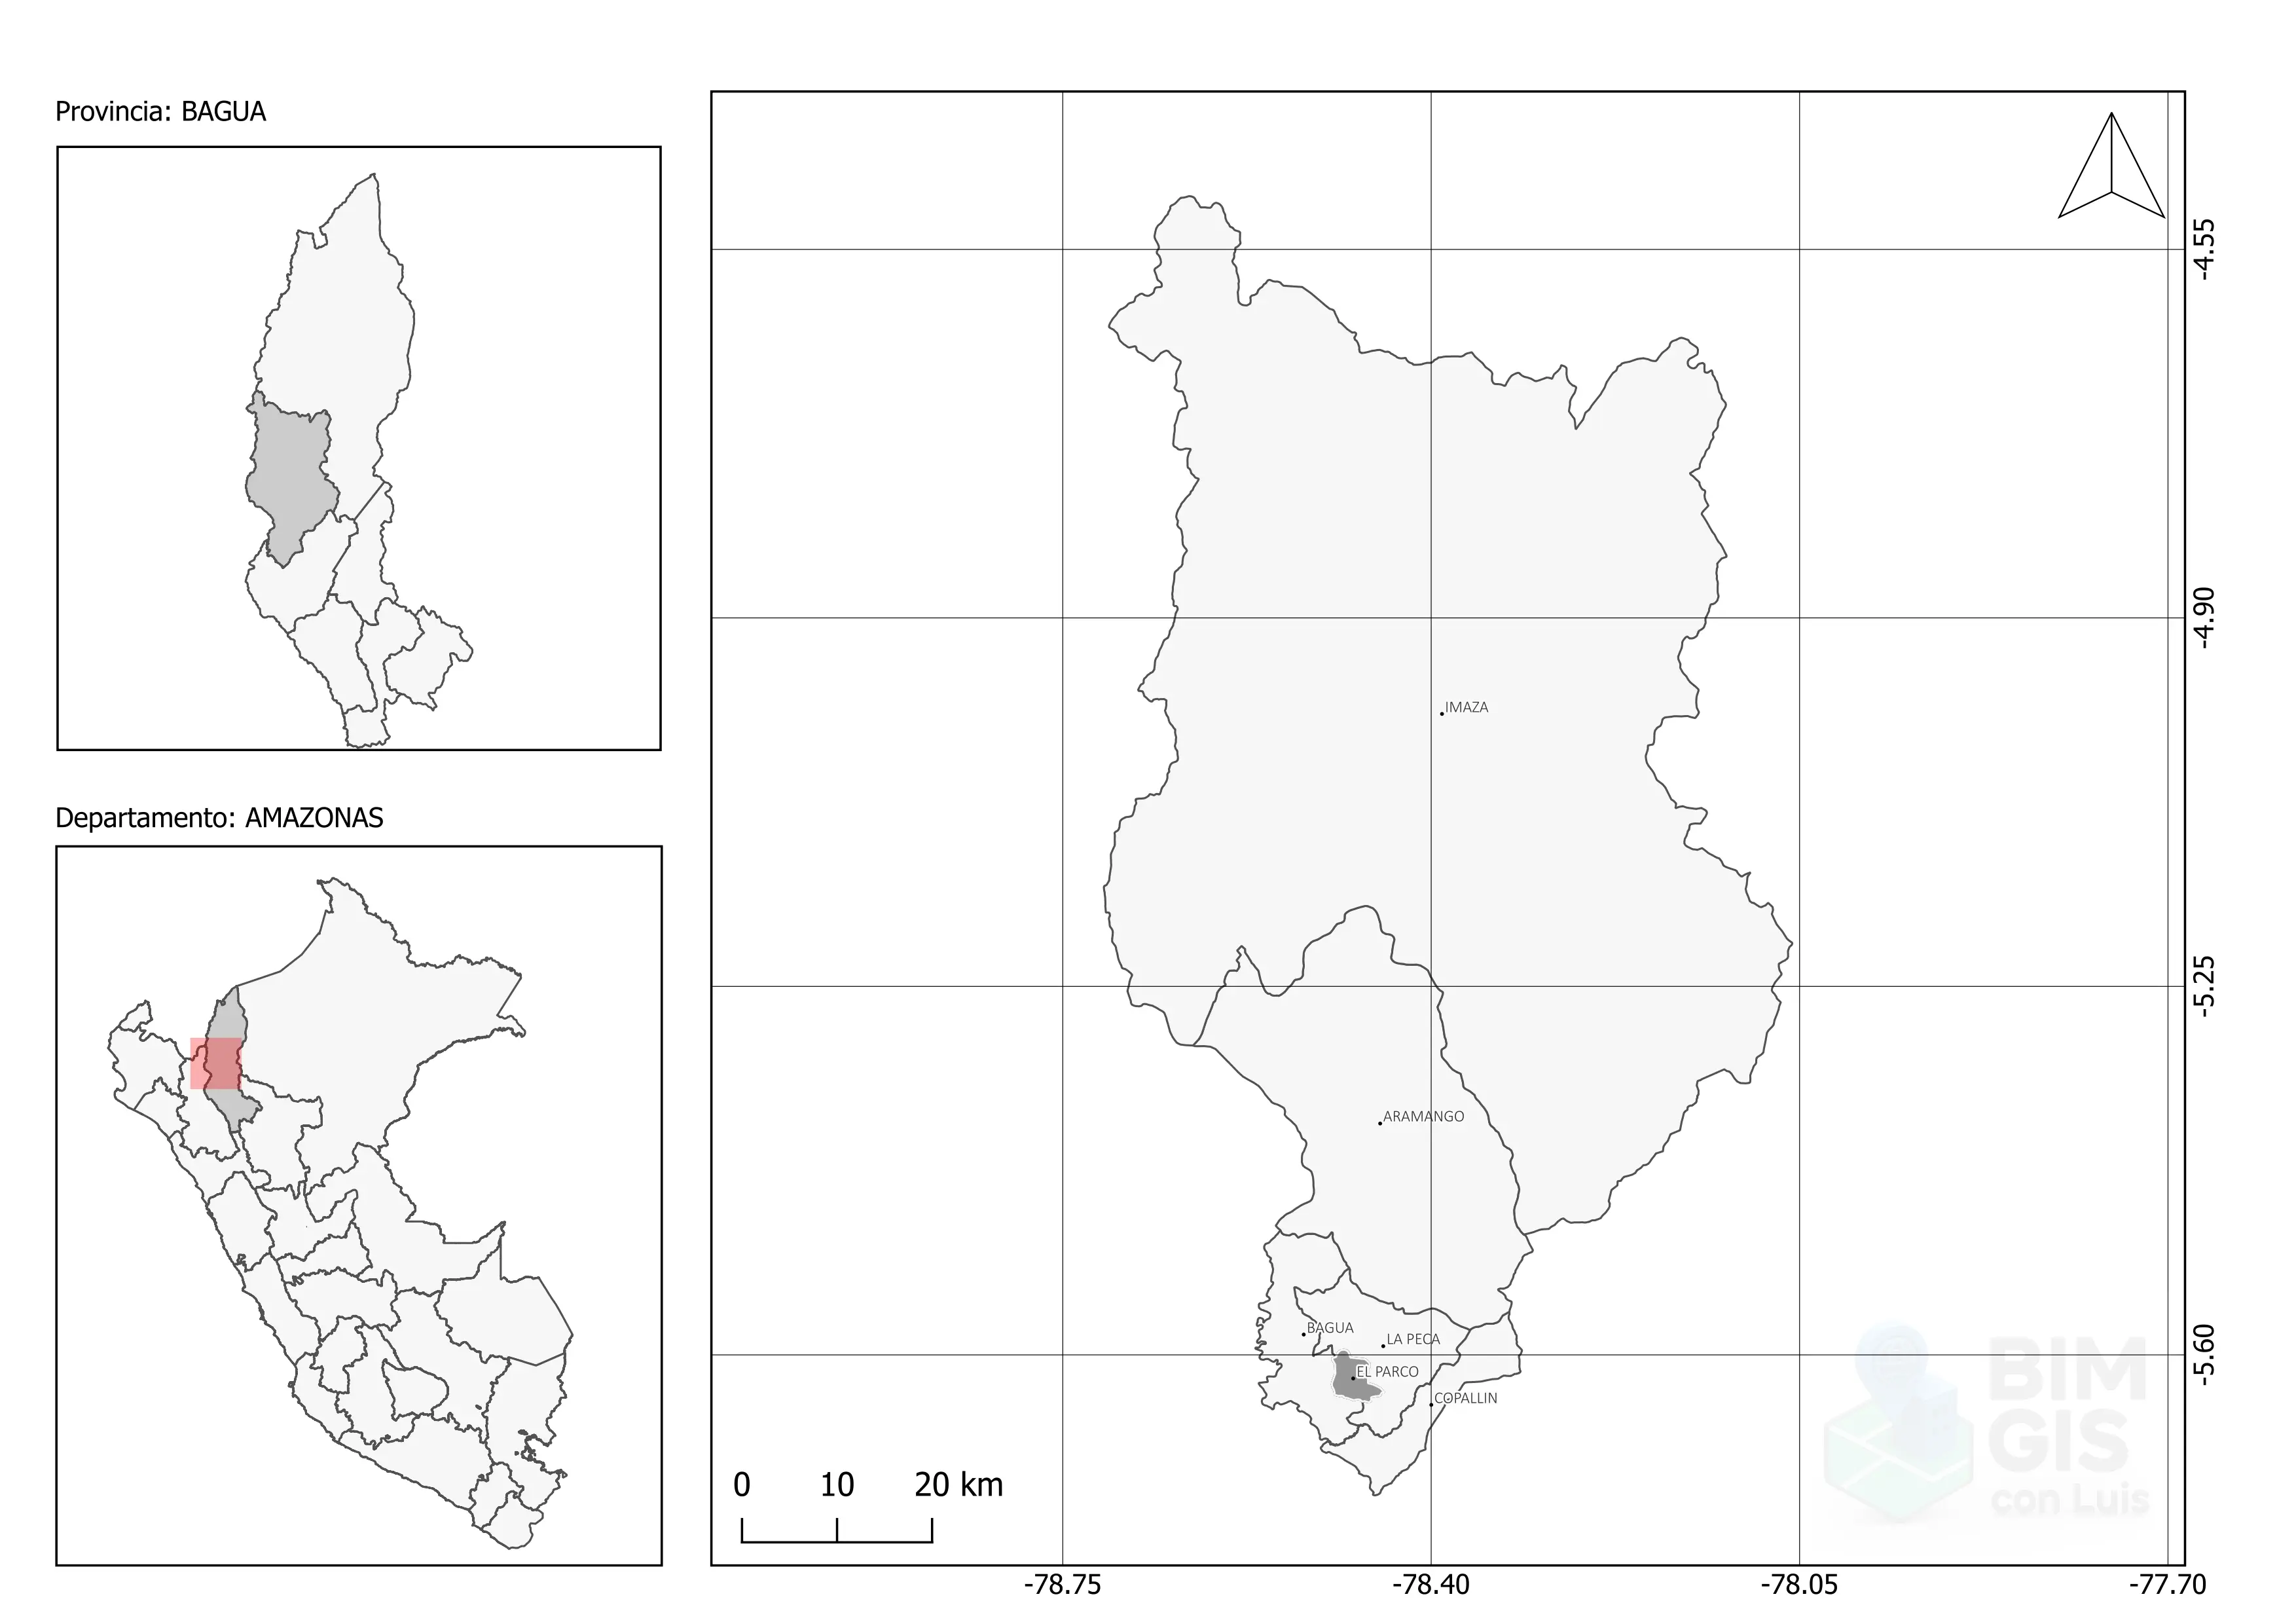 Provincia: BAGUA
Departamento: AMAZONAS
-4.55
-4.90
-5.25
-5.60
IMAZA
ARAMANGO
BAGUA
LA PECA
EL PARCO
COPALLIN
0 10 20 km
BIM
GIS
con Luis
-78.75 -78.40 -78.05 -77.70